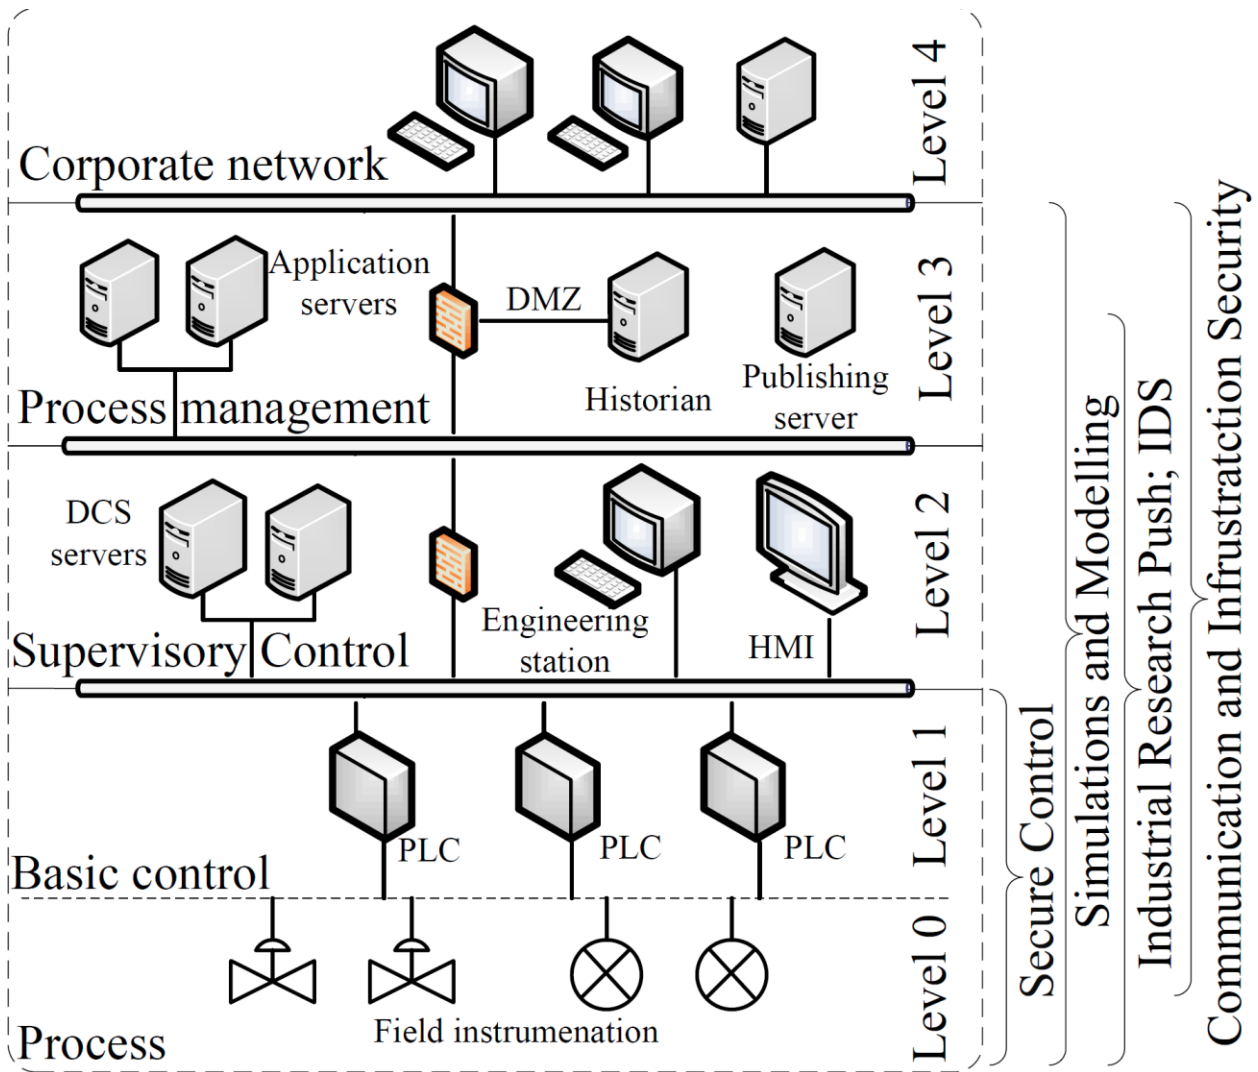 Corporate network
Level 4
Application
servers
DMZ
Historian
Publishing
server
Process management
Level 3
DCS
servers
Engineering
station
HMI
Supervisory Control
Level 2
PLC
PLC
PLC
Basic control
Level 1
Field instrumenation
Process
Level 0
Secure Control
Simulations and Modelling
Industrial Research Push; IDS
Communication and Infrustratction Security